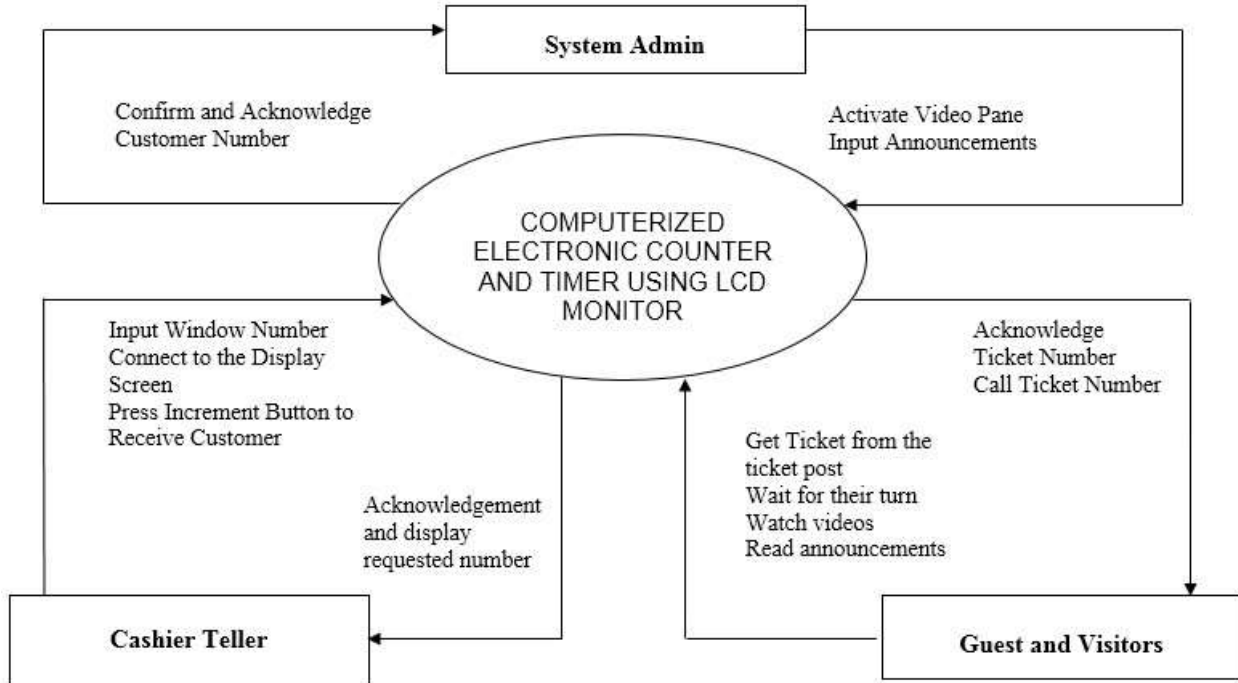 System Admin
Confirm and Acknowledge
Customer Number
Activate Video Pane
Input Announcements
COMPUTERIZED
ELECTRONIC COUNTER
AND TIMER USING LCD
MONITOR
Input Window Number
Connect to the Display
Screen
Press Increment Button to
Receive Customer
Acknowledge
Ticket Number
Call Ticket Number
Get Ticket from the
ticket post
Wait for their turn
Watch videos
Read announcements
Acknowledgement
and display
requested number
Cashier Teller
Guest and Visitors